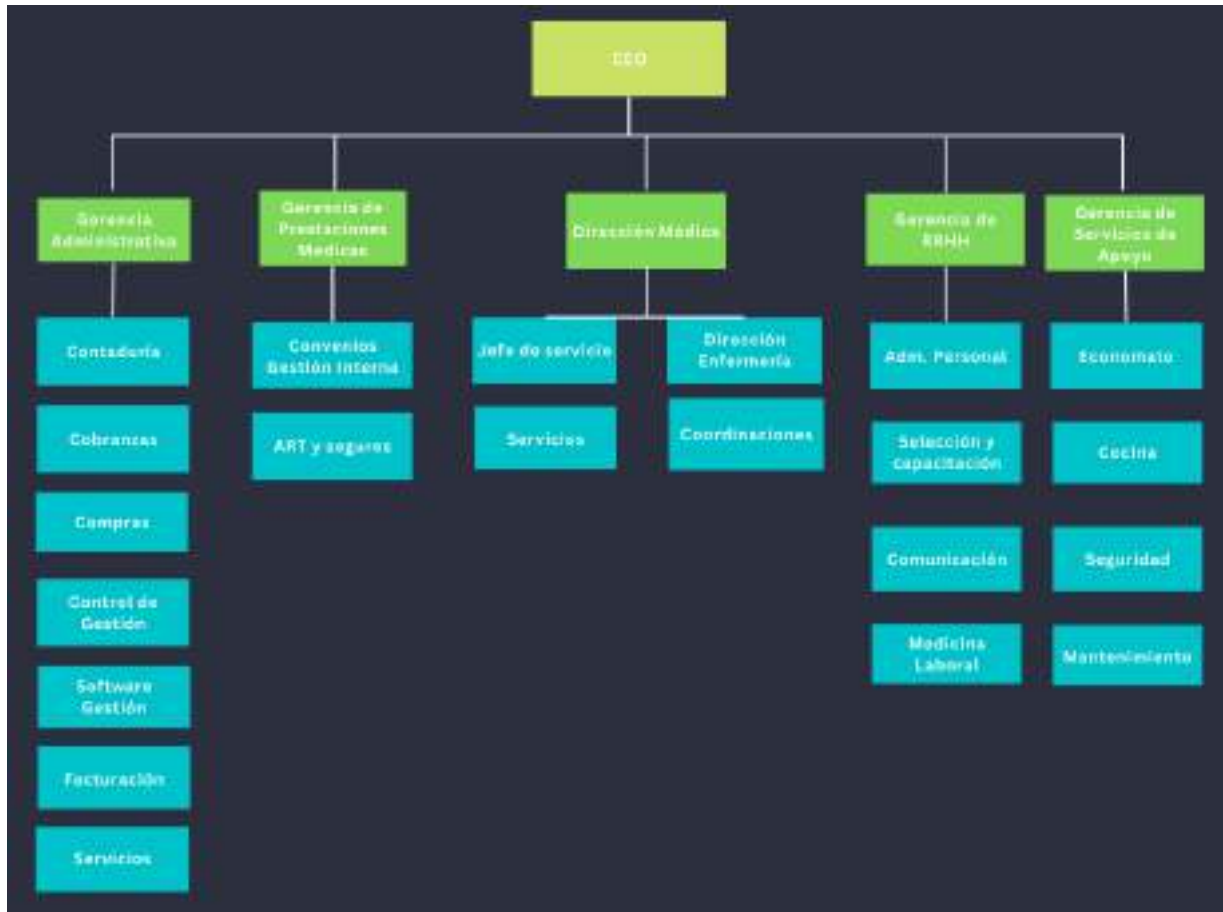 CEO
Gerencia
Administrativa
Gerencia de
Prestaciones
Medicas
Dirección Médica
Gerencia de
RRHH
Gerencia de
Servicios de
Apoyo
Contaduría
Cobranzas
Compras
Control de
Gestión
Software
Gestión
Facturación
Servicios
Convenios
Gestión Interna
ART y seguros
Jefe de servicio
Servicios
Dirección
Enfermería
Coordinaciones
Adm. Personal
Selección y
capacitación
Comunicación
Medicina
Laboral
Economato
Cocina
Seguridad
Mantenimiento